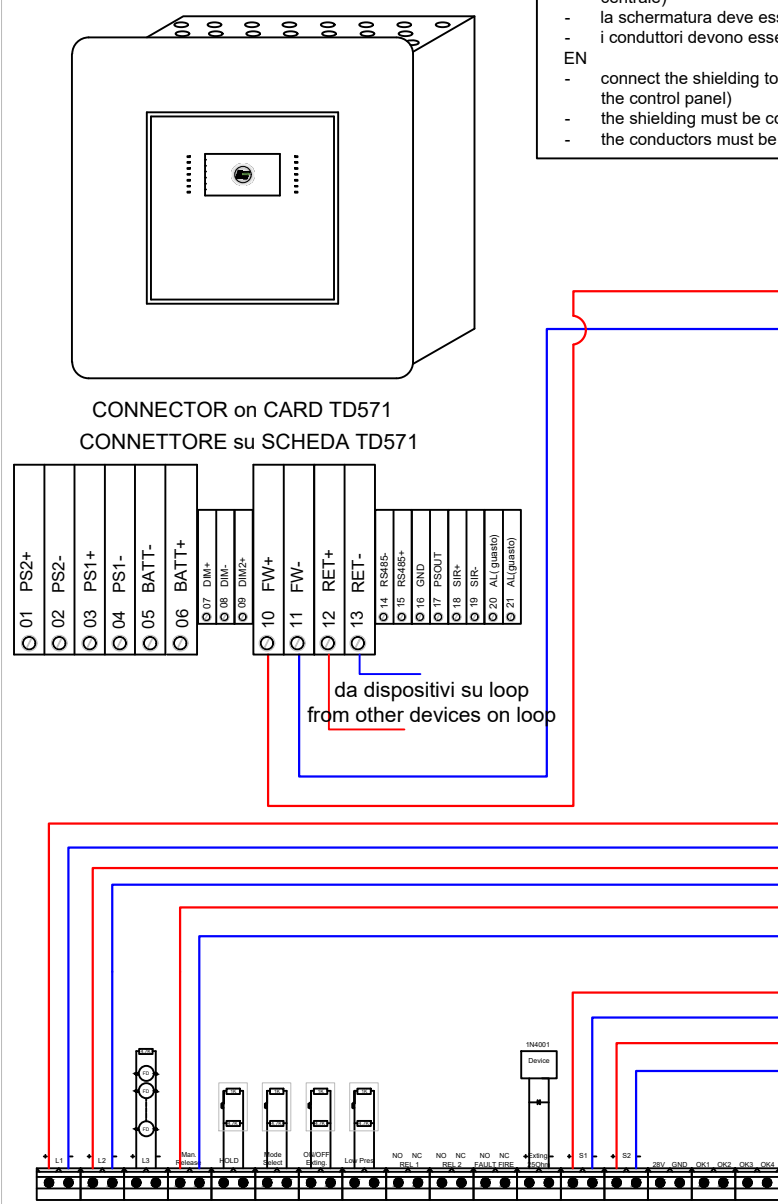 centrale)
- la schermatura deve ess
- i conduttori devono esse
EN
- connect the shielding to
the control panel)
- the shielding must be co
- the conductors must be
CONNECTOR on CARD TD571
CONNETTORE su SCHEDA TD571
01 PS2+
02 PS2-
03 PS1+
04 PS1-
05 BATT-
06 BATT+
07 DIM+
08 DIM-
09 DIM2+
10 FW+
11 FW-
12 RET+
13 RET-
14 RS485-
15 RS485+
16 GND
17 PSOUT
18 SIR+
19 SIR-
20 AL(guasto)
21 AL(guasto)
da dispositivi su loop
from other devices on loop
1N4001
Device
FD
FD
FD
+ L1 -
+ L2 -
+ L3 -
Man.
Release
HOLD
Mode
Select
ON/OFF
Exting.
Low Pres.
NO NC
REL 1
NO NC
REL 2
NO NC
FAULT FIRE
+ Exting. -
25Ohm
+ S1 -
+ S2 -
28V GND OK1 OK2 OK3 OK4